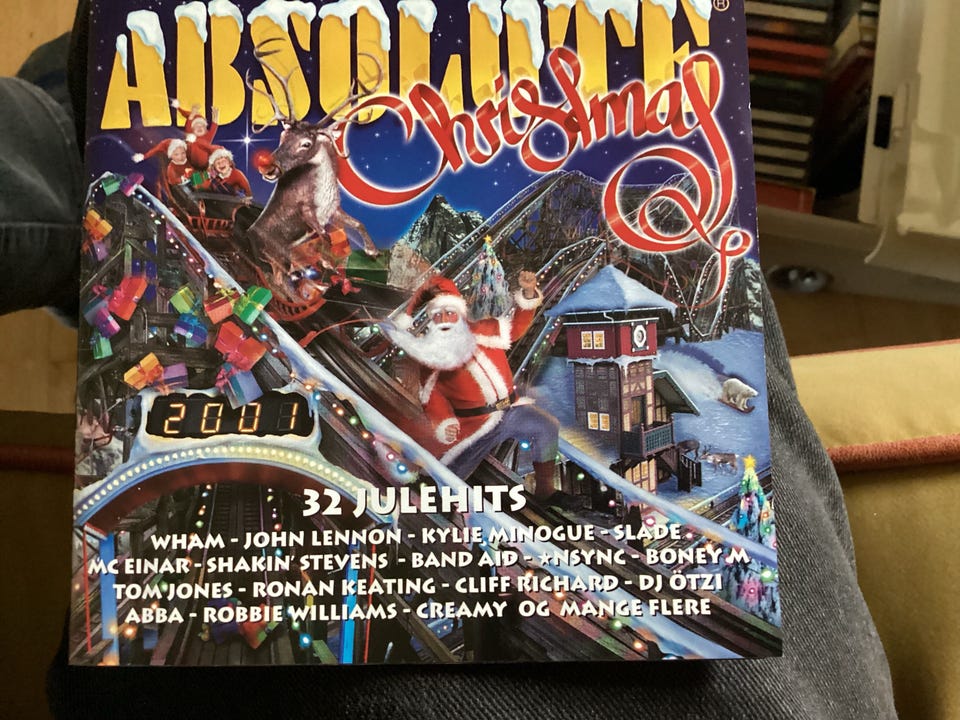 ABSOLUTE®
Christmas
2001
32 JULEHITS
WHAM - JOHN LENNON - KYLIE MINOGUE - SLADE
MC EINAR - SHAKIN' STEVENS - BAND AID - *NSYNC - BONEY M
TOM JONES - RONAN KEATING - CLIFF RICHARD - DJ ÖTZI
ABBA - ROBBIE WILLIAMS - CREAMY OG MANGE FLERE